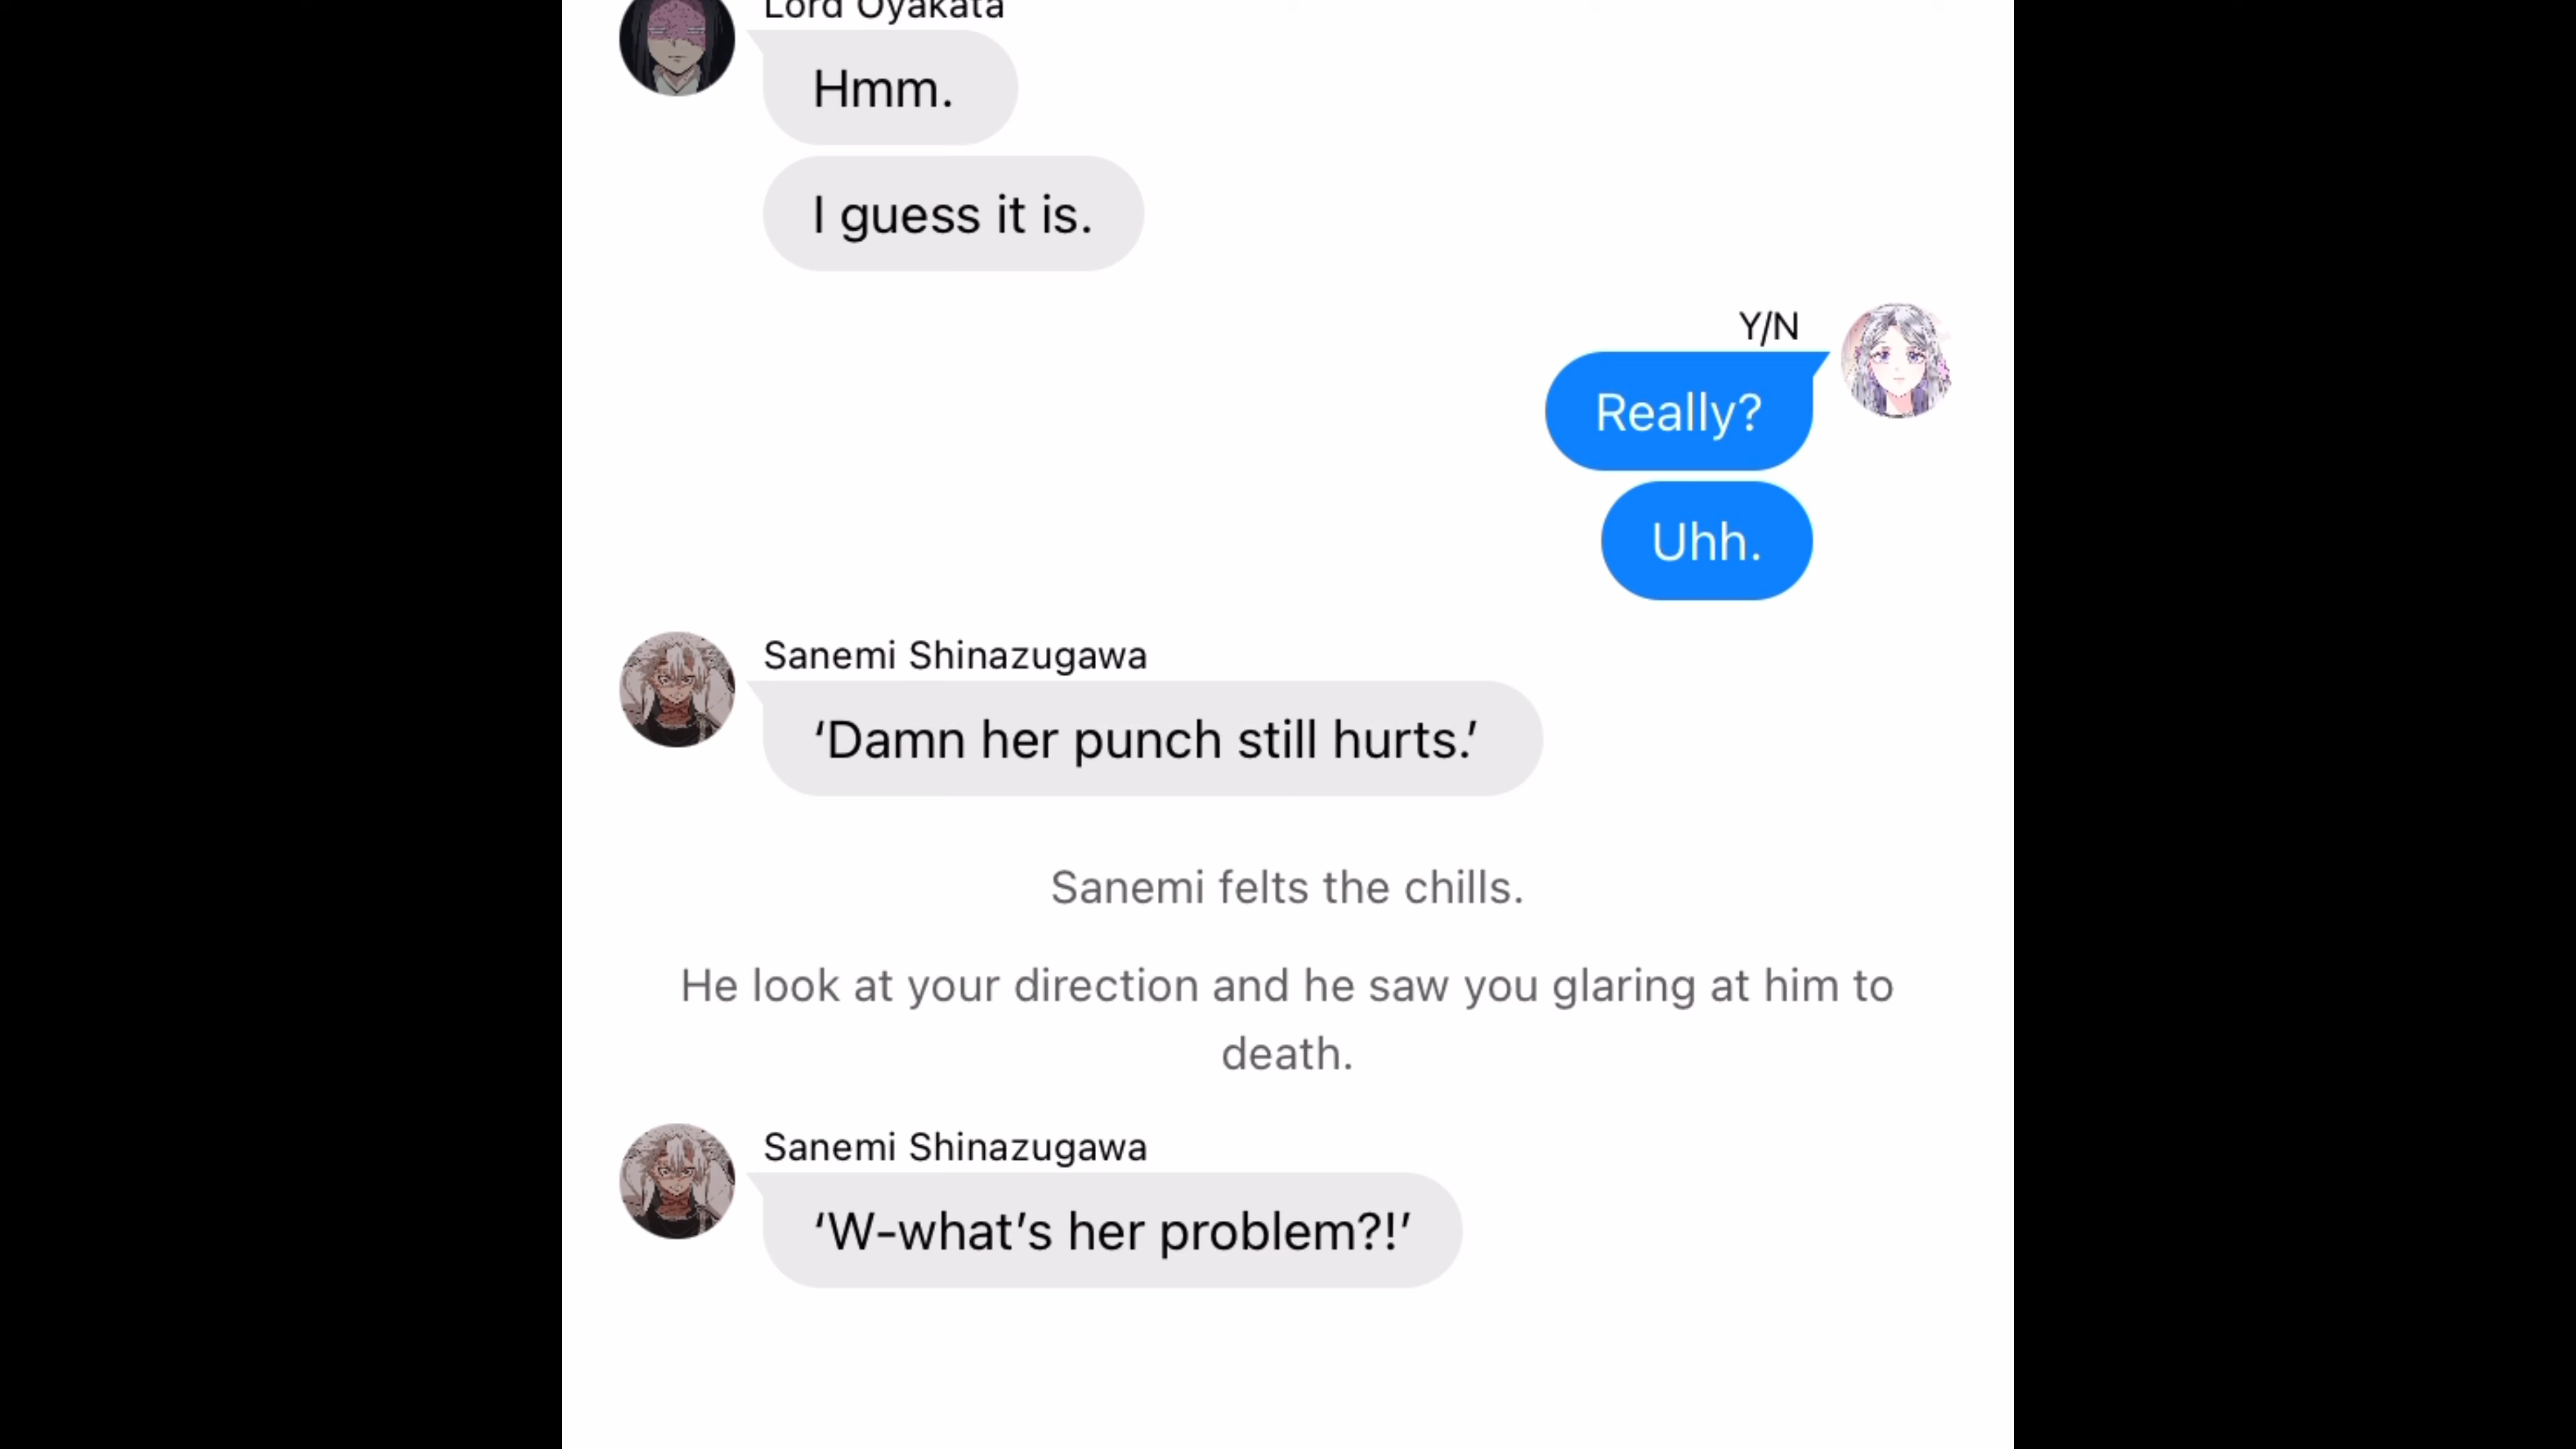 Lord Oyakata
Hmm.
I guess it is.
Y/N
Really?
Uhh.
Sanemi Shinazugawa
‘Damn her punch still hurts.’
Sanemi felts the chills.
He look at your direction and he saw you glaring at him to
death.
Sanemi Shinazugawa
‘W-what’s her problem?!’